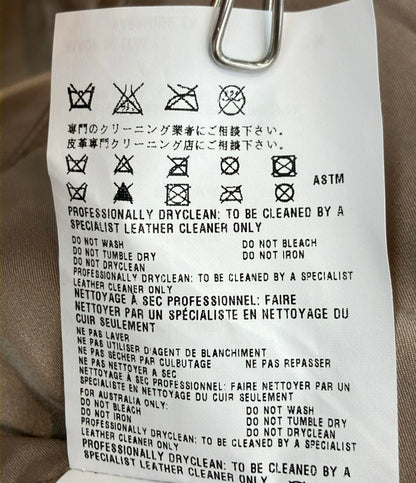 専門のクリーニング業者にご相談下さい。
皮革専門クリーニング店にご相談下さい。
ASTM
PROFESSIONALLY DRYCLEAN: TO BE CLEANED BY A
SPECIALIST LEATHER CLEANER ONLY
DO NOT WASH DO NOT BLEACH
DO NOT TUMBLE DRY DO NOT IRON
DO NOT DRYCLEAN
PROFESSIONALLY DRYCLEAN: TO BE CLEANED BY A SPECIALIST
LEATHER CLEANER ONLY
NETTOYAGE À SEC PROFESSIONNEL: FAIRE
NETTOYER PAR UN SPÉCIALISTE EN NETTOYAGE DU
CUIR SEULEMENT
NE PAS LAVER
NE PAS UTILISER D'AGENT DE BLANCHIMENT
NE PAS SÉCHER PAR CULBUTAGE NE PAS REPASSER
NE PAS NETTOYER A SEC
NETTOYAGE À SEC PROFESSIONNEL: FAIRE NETTOYER PAR UN
SPÉCIALISTE EN NETTOYAGE DU CUIR SEULEMENT
FOR AUSTRALIA ONLY:
DO NOT BLEACH DO NOT WASH
DO NOT IRON DO NOT TUMBLE DRY
DO NOT DRYCLEAN
PROFESSIONALLY DRYCLEAN: TO BE CLEANED BY A SPECIALIST
LEATHER CLEANER ONLY
PROFESSIONALLY DRYCLEAN: TO BE CLEANED BY A
SPECIALIST LEATHER CLEANER ONLY